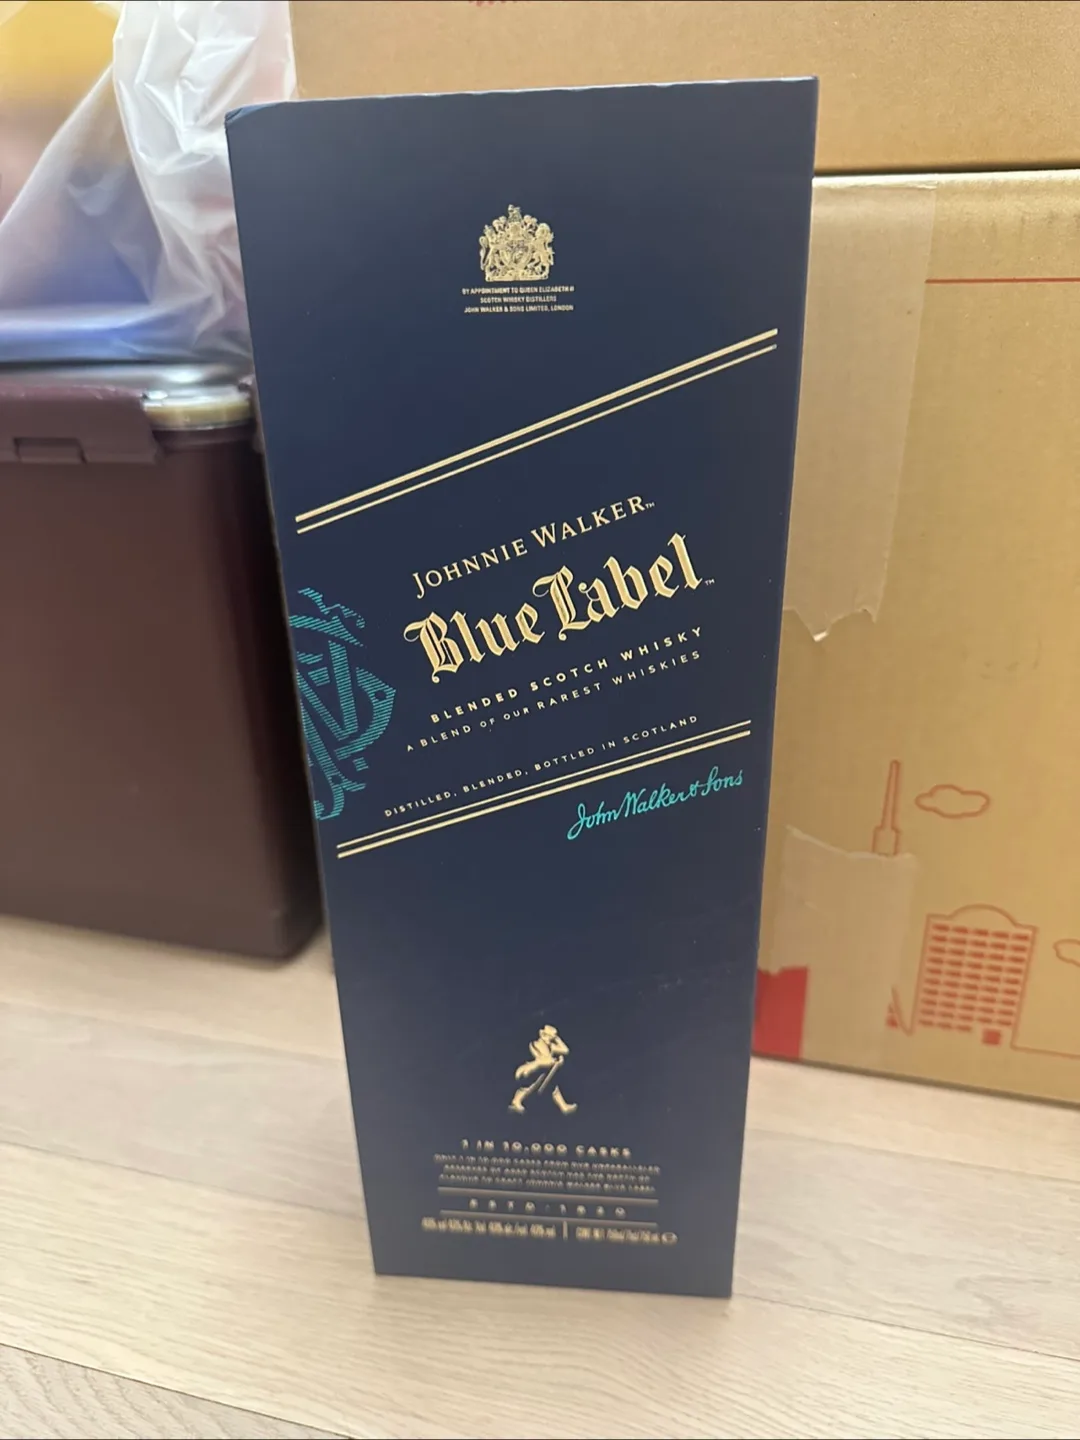 BY APPOINTMENT TO QUEEN ELIZABETH II
SCOTCH WHISKY DISTILLERS
JOHN WALKER & SONS LIMITED, LONDON
JOHNNIE WALKER™
Blue Label™
BLENDED SCOTCH WHISKY
A BLEND OF OUR RAREST WHISKIES
DISTILLED, BLENDED, BOTTLED IN SCOTLAND
John Walker & Sons
1 IN 10,000 CASKS
ESTD · 1820